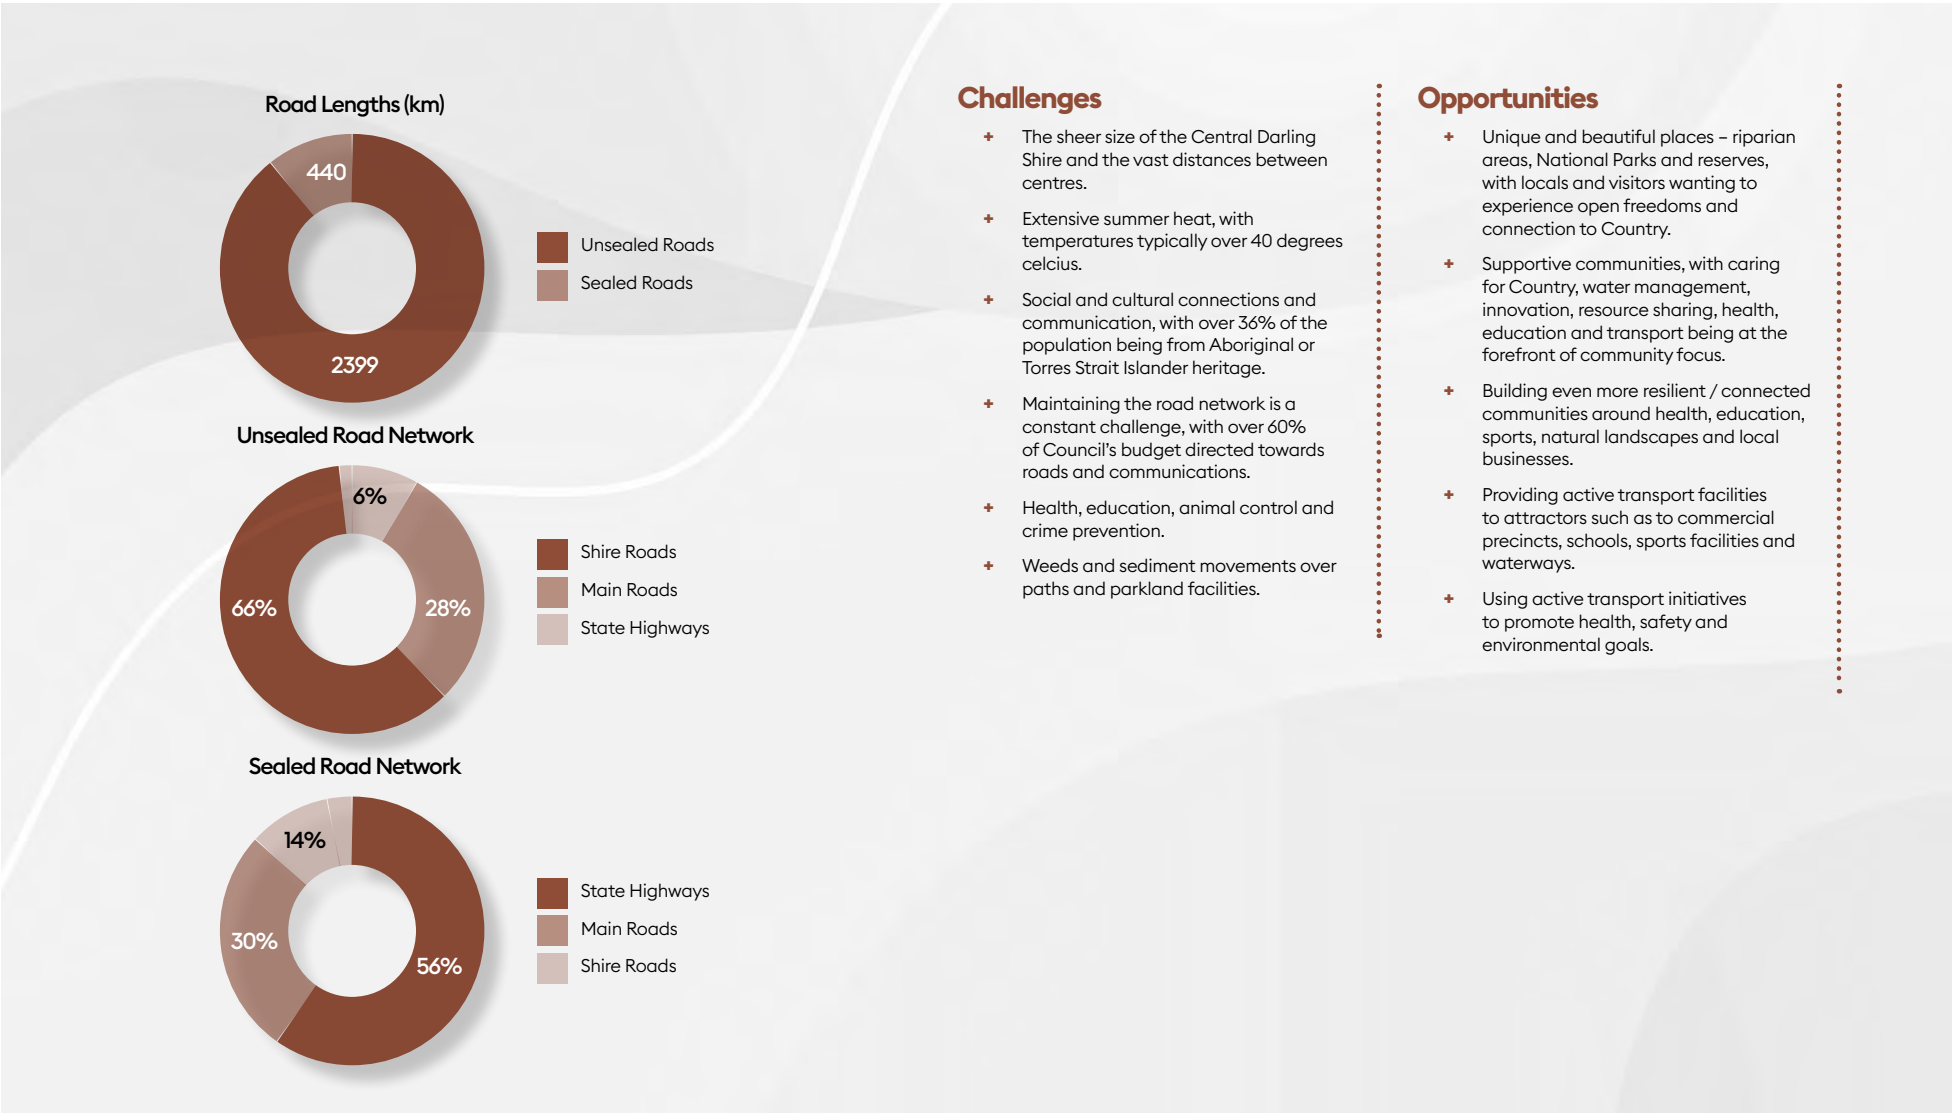 Road Lengths (km)
440
2399
Unsealed Roads
Sealed Roads
Unsealed Road Network
6%
66%
28%
Shire Roads
Main Roads
State Highways
Sealed Road Network
14%
30%
56%
State Highways
Main Roads
Shire Roads
Challenges
+ The sheer size of the Central Darling
Shire and the vast distances between
centres.
+ Extensive summer heat, with
temperatures typically over 40 degrees
celcius.
+ Social and cultural connections and
communication, with over 36% of the
population being from Aboriginal or
Torres Strait Islander heritage.
+ Maintaining the road network is a
constant challenge, with over 60%
of Council's budget directed towards
roads and communications.
+ Health, education, animal control and
crime prevention.
+ Weeds and sediment movements over
paths and parkland facilities.
Opportunities
+ Unique and beautiful places – riparian
areas, National Parks and reserves,
with locals and visitors wanting to
experience open freedoms and
connection to Country.
+ Supportive communities, with caring
for Country, water management,
innovation, resource sharing, health,
education and transport being at the
forefront of community focus.
+ Building even more resilient / connected
communities around health, education,
sports, natural landscapes and local
businesses.
+ Providing active transport facilities
to attractors such as to commercial
precincts, schools, sports facilities and
waterways.
+ Using active transport initiatives
to promote health, safety and
environmental goals.